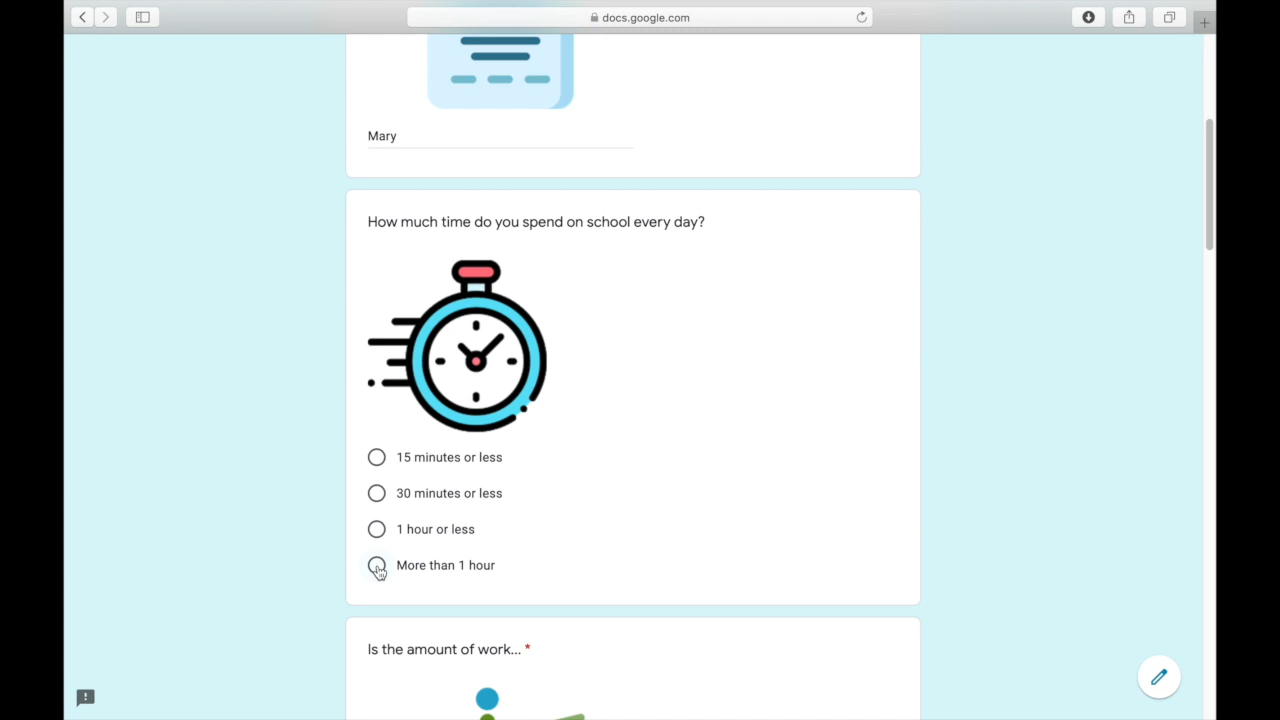 docs.google.com
Mary
How much time do you spend on school every day?
15 minutes or less
30 minutes or less
1 hour or less
More than 1 hour
Is the amount of work... *